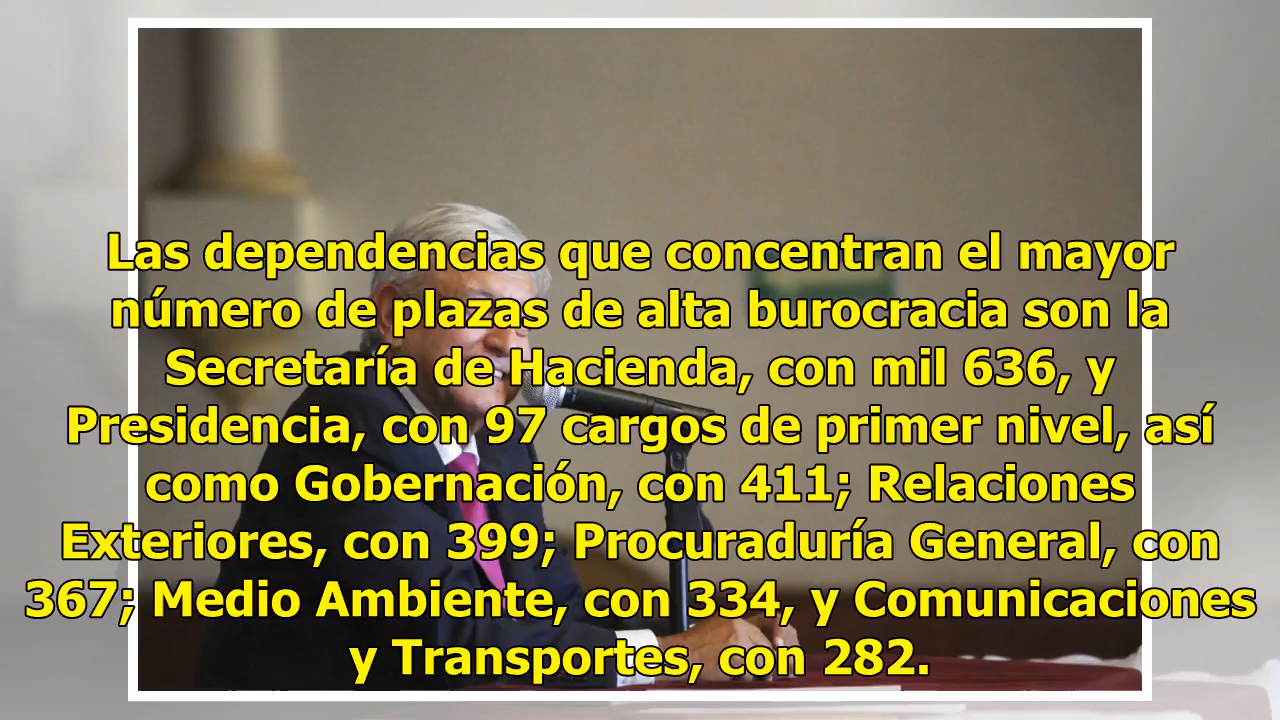 Las dependencias que concentran el mayor
número de plazas de alta burocracia son la
Secretaría de Hacienda, con mil 636, y
Presidencia, con 97 cargos de primer nivel, así
como Gobernación, con 411; Relaciones
Exteriores, con 399; Procuraduría General, con
367; Medio Ambiente, con 334, y Comunicaciones
y Transportes, con 282.